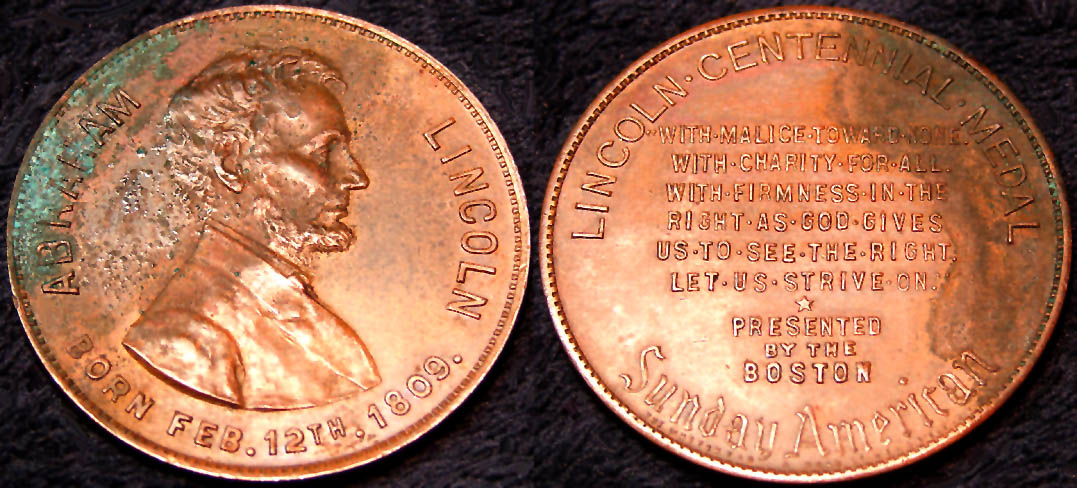 ABRAHAM LINCOLN
BORN FEB. 12TH, 1809.
LINCOLN·CENTENNIAL·MEDAL
"WITH·MALICE·TOWARD·NONE.
WITH·CHARITY·FOR·ALL.
WITH·FIRMNESS·IN·THE
RIGHT·AS·GOD·GIVES
US·TO·SEE·THE·RIGHT,
LET·US·STRIVE·ON."
PRESENTED
BY THE
BOSTON
Sunday American